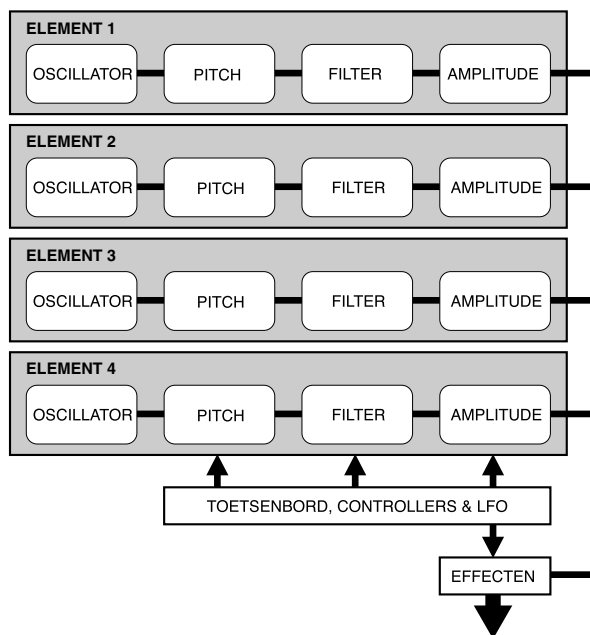 ELEMENT 1
OSCILLATOR PITCH FILTER AMPLITUDE
ELEMENT 2
OSCILLATOR PITCH FILTER AMPLITUDE
ELEMENT 3
OSCILLATOR PITCH FILTER AMPLITUDE
ELEMENT 4
OSCILLATOR PITCH FILTER AMPLITUDE
TOETSENBORD, CONTROLLERS & LFO
EFFECTEN